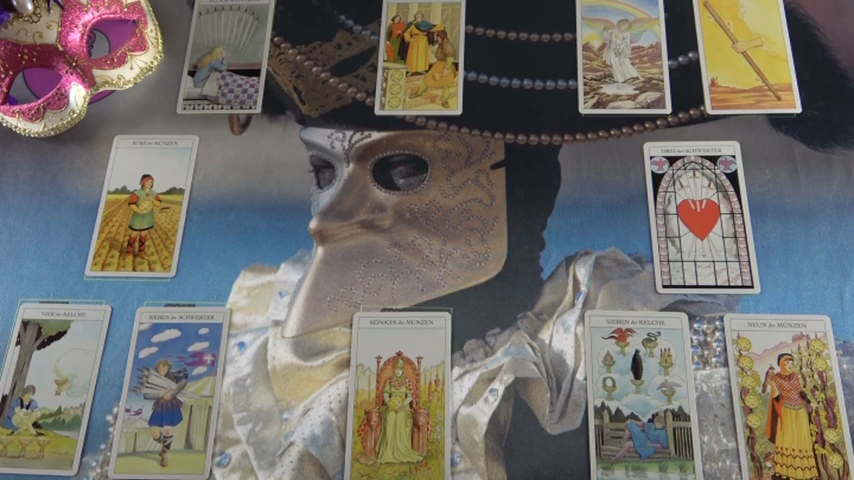 BUBE der MÜNZEN
DREI der SCHWERTER
VIER der KELCHE
SIEBEN der SCHWERTER
KÖNIGIN der MÜNZEN
SIEBEN der KELCHE
NEUN der MÜNZEN